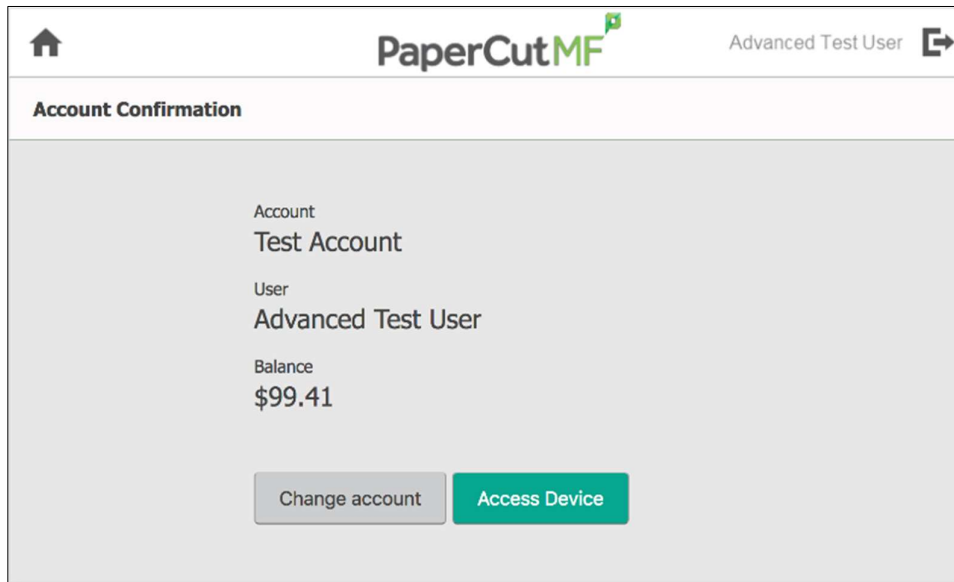 PaperCutMF
Advanced Test User
Account Confirmation
Account
Test Account
User
Advanced Test User
Balance
$99.41
Change account
Access Device